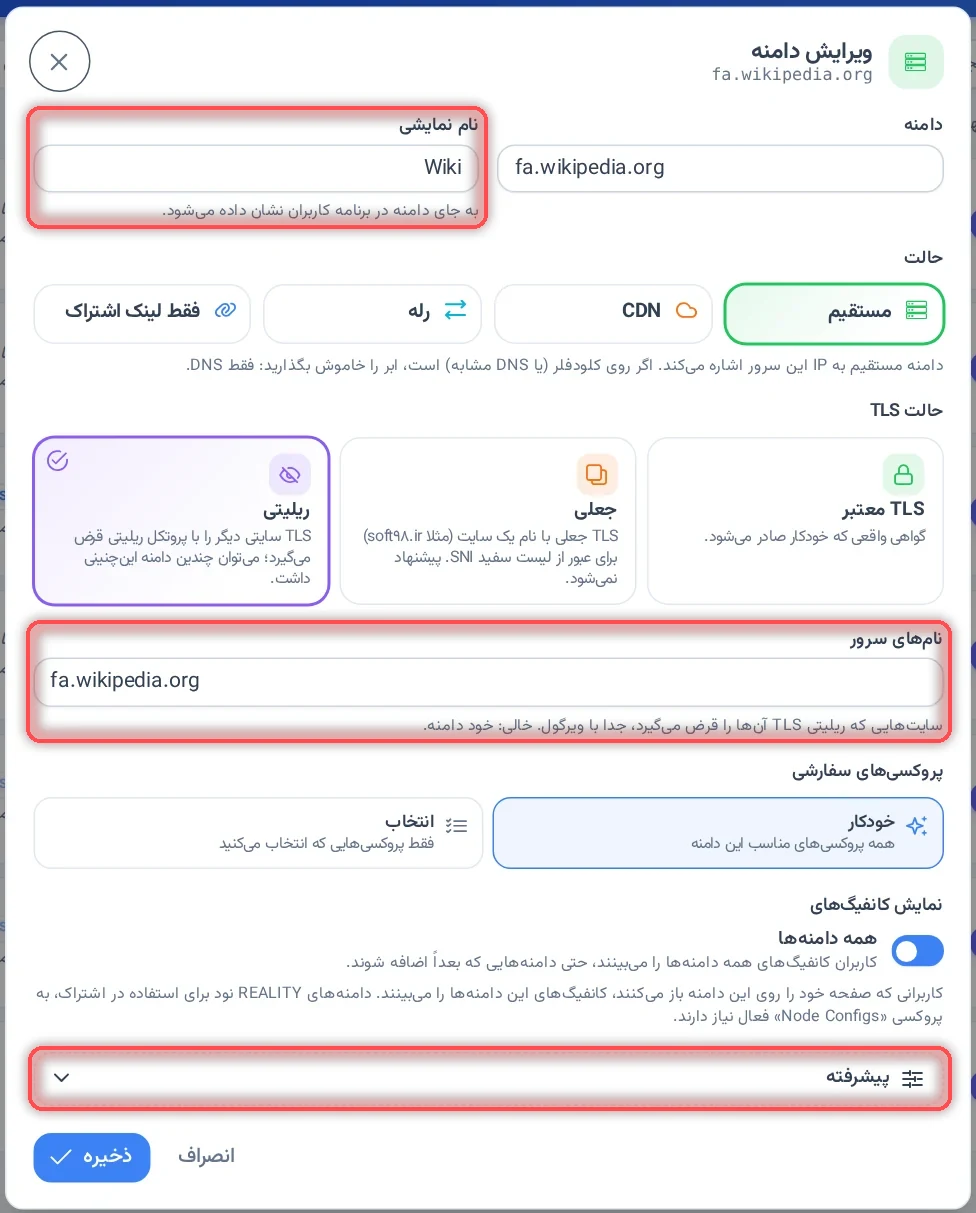 ویرایش دامنه
fa.wikipedia.org
دامنه
fa.wikipedia.org
نام نمایشی
Wiki
به جای دامنه در برنامه کاربران نشان داده می‌شود.
حالت
مستقیم
CDN
رله
فقط لینک اشتراک
دامنه مستقیم به IP این سرور اشاره می‌کند. اگر روی کلودفلر (یا DNS مشابه) است، ابر را خاموش بگذارید: فقط DNS.
حالت TLS
TLS معتبر
گواهی واقعی که خودکار صادر می‌شود.
جعلی
TLS جعلی با نام یک سایت (مثلا soft98.ir)
برای عبور از لیست سفید SNI. پیشنهاد
نمی‌شود.
ریلیتی
TLS سایتی دیگر را با پروتکل ریلیتی قرض
می‌گیرد؛ می‌توان چندین دامنه این‌چنینی
داشت.
نام‌های سرور
fa.wikipedia.org
سایت‌هایی که ریلیتی TLS آن‌ها را قرض می‌گیرد، جدا با ویرگول. خالی: خود دامنه.
پروکسی‌های سفارشی
خودکار
همه پروکسی‌های مناسب این دامنه
انتخاب
فقط پروکسی‌هایی که انتخاب می‌کنید
نمایش کانفیگ‌های
همه دامنه‌ها
کاربران کانفیگ‌های همه دامنه‌ها را می‌بینند، حتی دامنه‌هایی که بعداً اضافه شوند.
کاربرانی که صفحه خود را روی این دامنه باز می‌کنند، کانفیگ‌های این دامنه‌ها را می‌بینند. دامنه‌های REALITY نود برای استفاده در اشتراک، به
پروکسی «Node Configs» فعال نیاز دارند.
پیشرفته
انصراف
ذخیره